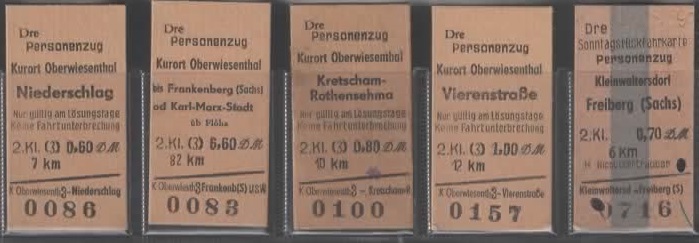 Dre
Personenzug
Kurort Oberwiesenthal
Niederschlag
Nur gültig am Lösungstage
Keine Fahrtunterbrechung
2.Kl. (3) 0,60 DM
7 km
K Oberwiesenth3-Niederschlag
0086
Dre
Personenzug
Kurort Oberwiesenthal
bis Frankenberg (Sachs)
od Karl-Marx-Stadt
üb Flöha
2.Kl. (3) 6,60 DM
82 km
K Oberwiesth3Frankenb(S)
0083
Dre
Personenzug
Kurort Oberwiesenthal
Kretscham-
Rothensehma
Nur gültig am Lösungstage
Keine Fahrtunterbrechung
2.Kl. (3) 0,80 DM
10 km
K Oberwiesenth3-
0100
Dre
Personenzug
Kurort Oberwiesenthal
Vierenstraße
Nur gültig am Lösungstage
Keine Fahrtunterbrechung
2.Kl. (3) 1,00 DM
12 km
K Oberwiesenth3-Vierenstraße
0157
Dre
Sonntagsrückfahrkarte
Personenzug
Kleinwaltersdorf
Freiberg (Sachs)
2.Kl. 0,70 DM
6 km
Kleinwaltersd -Freiberg (S)
0716